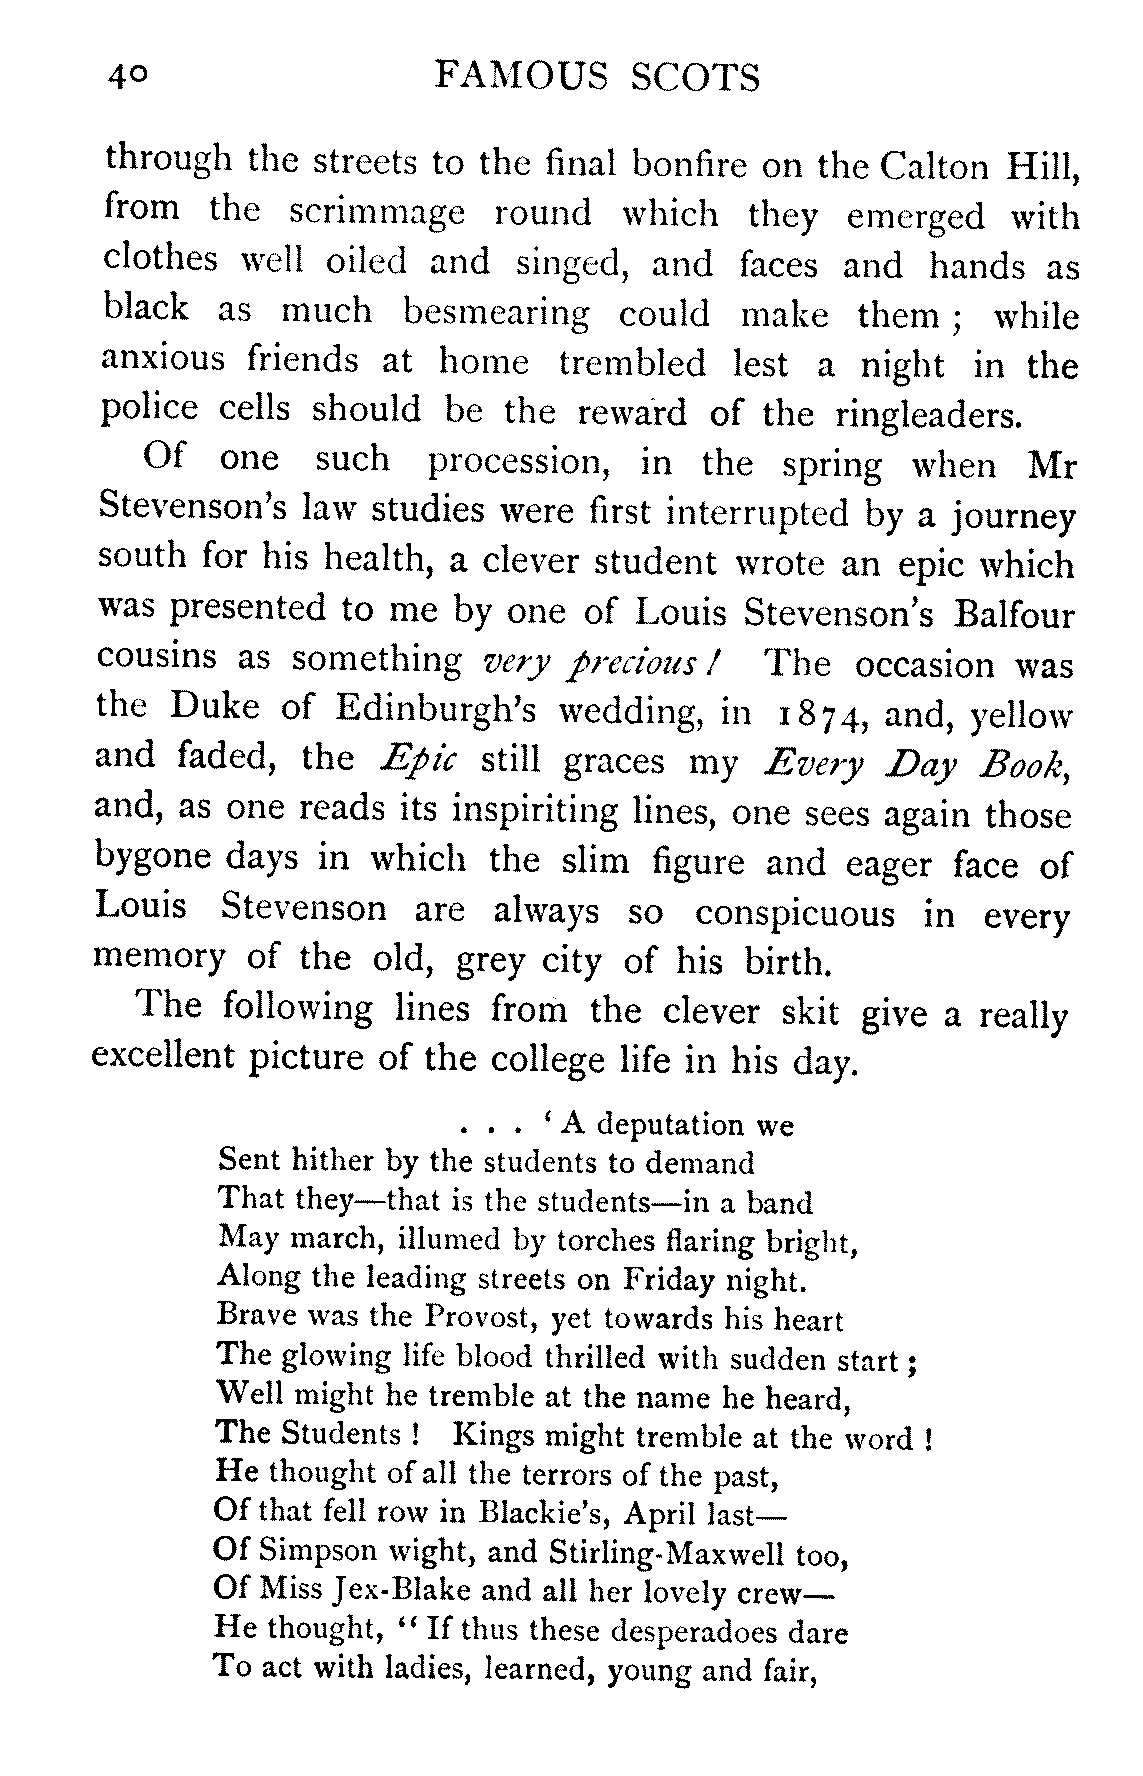 40 FAMOUS SCOTS
through the streets to the final bonfire on the Calton Hill,
from the scrimmage round which they emerged with
clothes well oiled and singed, and faces and hands as
black as much besmearing could make them ; while
anxious friends at home trembled lest a night in the
police cells should be the reward of the ringleaders.
Of one such procession, in the spring when Mr
Stevenson's law studies were first interrupted by a journey
south for his health, a clever student wrote an epic which
was presented to me by one of Louis Stevenson's Balfour
cousins as something very precious ! The occasion was
the Duke of Edinburgh's wedding, in 1874, and, yellow
and faded, the Epic still graces my Every Day Book,
and, as one reads its inspiriting lines, one sees again those
bygone days in which the slim figure and eager face of
Louis Stevenson are always so conspicuous in every
memory of the old, grey city of his birth.
The following lines from the clever skit give a really
excellent picture of the college life in his day.
. . . ‘ A deputation we
Sent hither by the students to demand
That they—that is the students—in a band
May march, illumed by torches flaring bright,
Along the leading streets on Friday night.
Brave was the Provost, yet towards his heart
The glowing life blood thrilled with sudden start ;
Well might he tremble at the name he heard,
The Students ! Kings might tremble at the word !
He thought of all the terrors of the past,
Of that fell row in Blackie's, April last—
Of Simpson wight, and Stirling-Maxwell too,
Of Miss Jex-Blake and all her lovely crew—
He thought, “ If thus these desperadoes dare
To act with ladies, learned, young and fair,